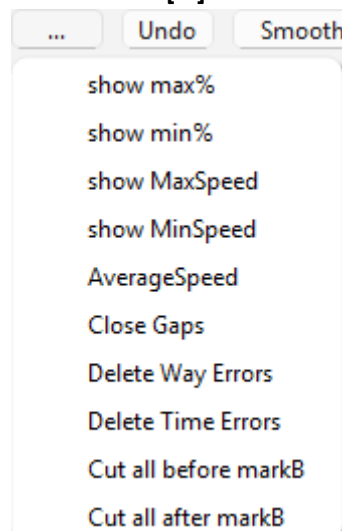 ... Undo Smooth
show max%
show min%
show MaxSpeed
show MinSpeed
AverageSpeed
Close Gaps
Delete Way Errors
Delete Time Errors
Cut all before markB
Cut all after markB